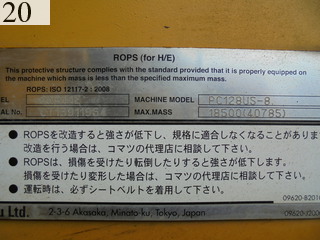 20
ROPS (for H/E)
This protective structure complies with the standard provided that it is properly equipped on
the machine which mass is less than the specified maximum mass.
ROPS: ISO 12117-2 : 2008
EL
MACHINE MODEL PC128US-8
MAX.MASS 18500(40785)
●ROPSを改造すると強さが低下し、規格に適合しなくなることがありま
改造を行う場合は、コマツの代理店に相談して下さい。
●ROPSは、損傷を受けたり転倒したりすると強さが低下し
損傷を受けたり変形した場合は、コマツの代理店に相談して下さい。
●運転時は、必ずシートベルトを着用して下さい。
09620-B2010
u Ltd. 2-3-6 Akasaka, Minato-ku, Tokyo, Japan